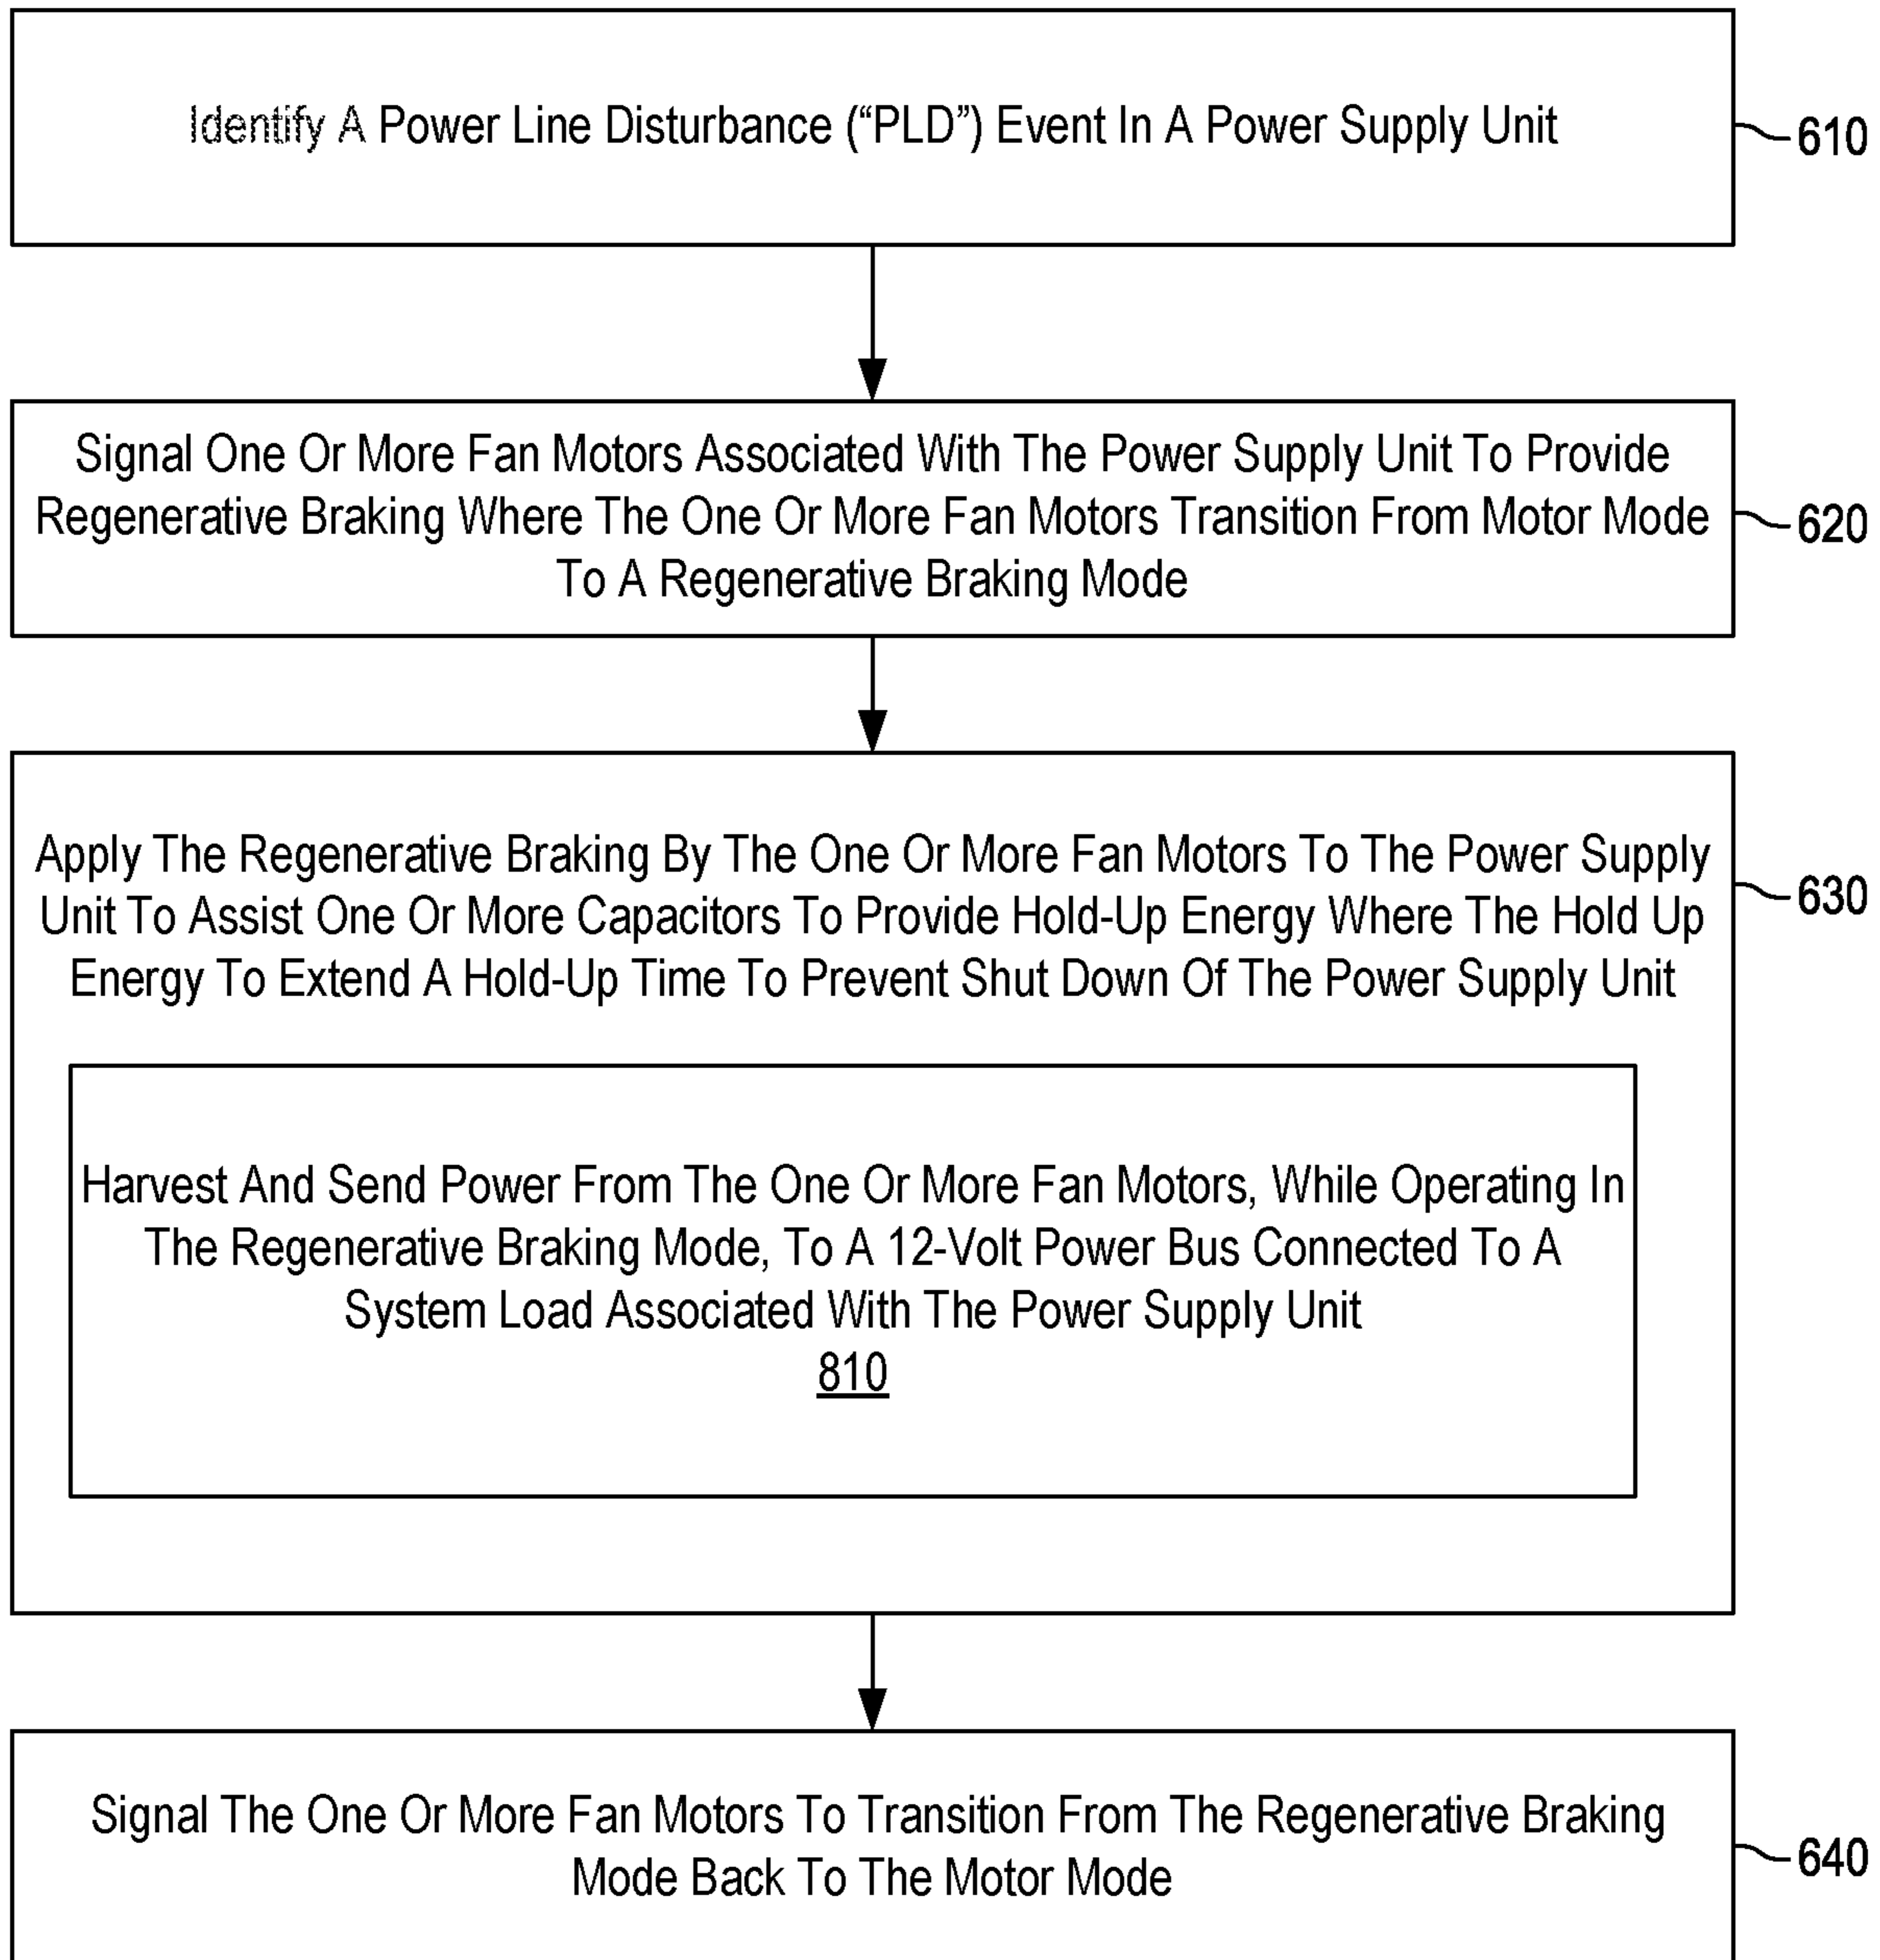 Identify A Power Line Disturbance (“PLD”) Event In A Power Supply Unit
610
Signal One Or More Fan Motors Associated With The Power Supply Unit To Provide
Regenerative Braking Where The One Or More Fan Motors Transition From Motor Mode
To A Regenerative Braking Mode
620
Apply The Regenerative Braking By The One Or More Fan Motors To The Power Supply
Unit To Assist One Or More Capacitors To Provide Hold-Up Energy Where The Hold Up
Energy To Extend A Hold-Up Time To Prevent Shut Down Of The Power Supply Unit
630
Harvest And Send Power From The One Or More Fan Motors, While Operating In
The Regenerative Braking Mode, To A 12-Volt Power Bus Connected To A
System Load Associated With The Power Supply Unit
810
Signal The One Or More Fan Motors To Transition From The Regenerative Braking
Mode Back To The Motor Mode
640